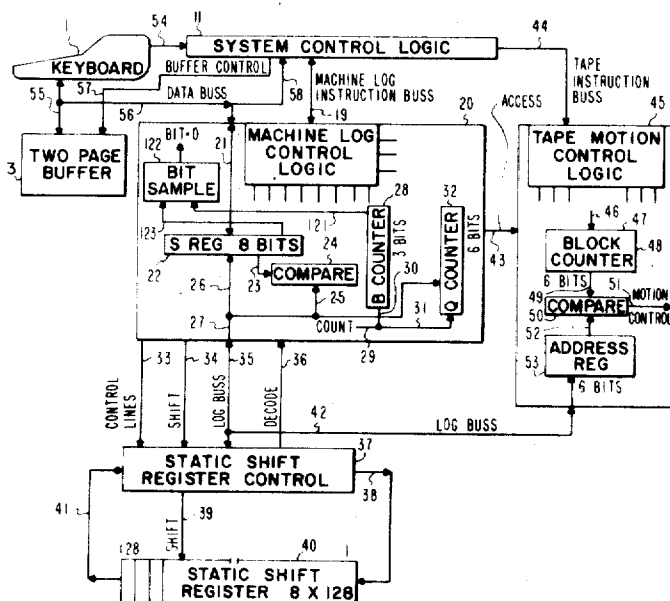 1
KEYBOARD
54
11
SYSTEM CONTROL LOGIC
44
57
BUFFER CONTROL
55
DATA BUSS
56
58
MACHINE LOG
INSTRUCTION BUSS
19
TAPE
INSTRUCTION
BUSS
TWO PAGE
BUFFER
3
BIT=0
122
BIT
SAMPLE
21
MACHINE LOG
CONTROL
LOGIC
20
ACCESS
45
TAPE MOTION
CONTROL
LOGIC
123
121
28
B COUNTER
3 BITS
32
Q COUNTER
6 BITS
43
S REG 8 BITS
22
23
24
COMPARE
26
25
30
31
27
COUNT
29
46
47
BLOCK
COUNTER
48
6 BITS
49
COMPARE
50
51
MOTION
CONTROL
52
ADDRESS
REG
53
6 BITS
33
34
35
36
CONTROL
LINES
SHIFT
LOG BUSS
DECODE
42
LOG BUSS
37
STATIC SHIFT
REGISTER CONTROL
38
41
SHIFT
39
40
128
1
STATIC SHIFT
REGISTER 8 X 128